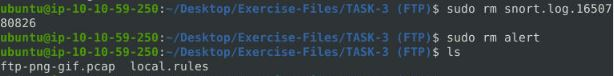 ubuntu@ip-10-10-59-250:~/Desktop/Exercise-Files/TASK-3 (FTP)$ sudo rm snort.log.16507
80826
ubuntu@ip-10-10-59-250:~/Desktop/Exercise-Files/TASK-3 (FTP)$ sudo rm alert
ubuntu@ip-10-10-59-250:~/Desktop/Exercise-Files/TASK-3 (FTP)$ ls
ftp-png-gif.pcap  local.rules